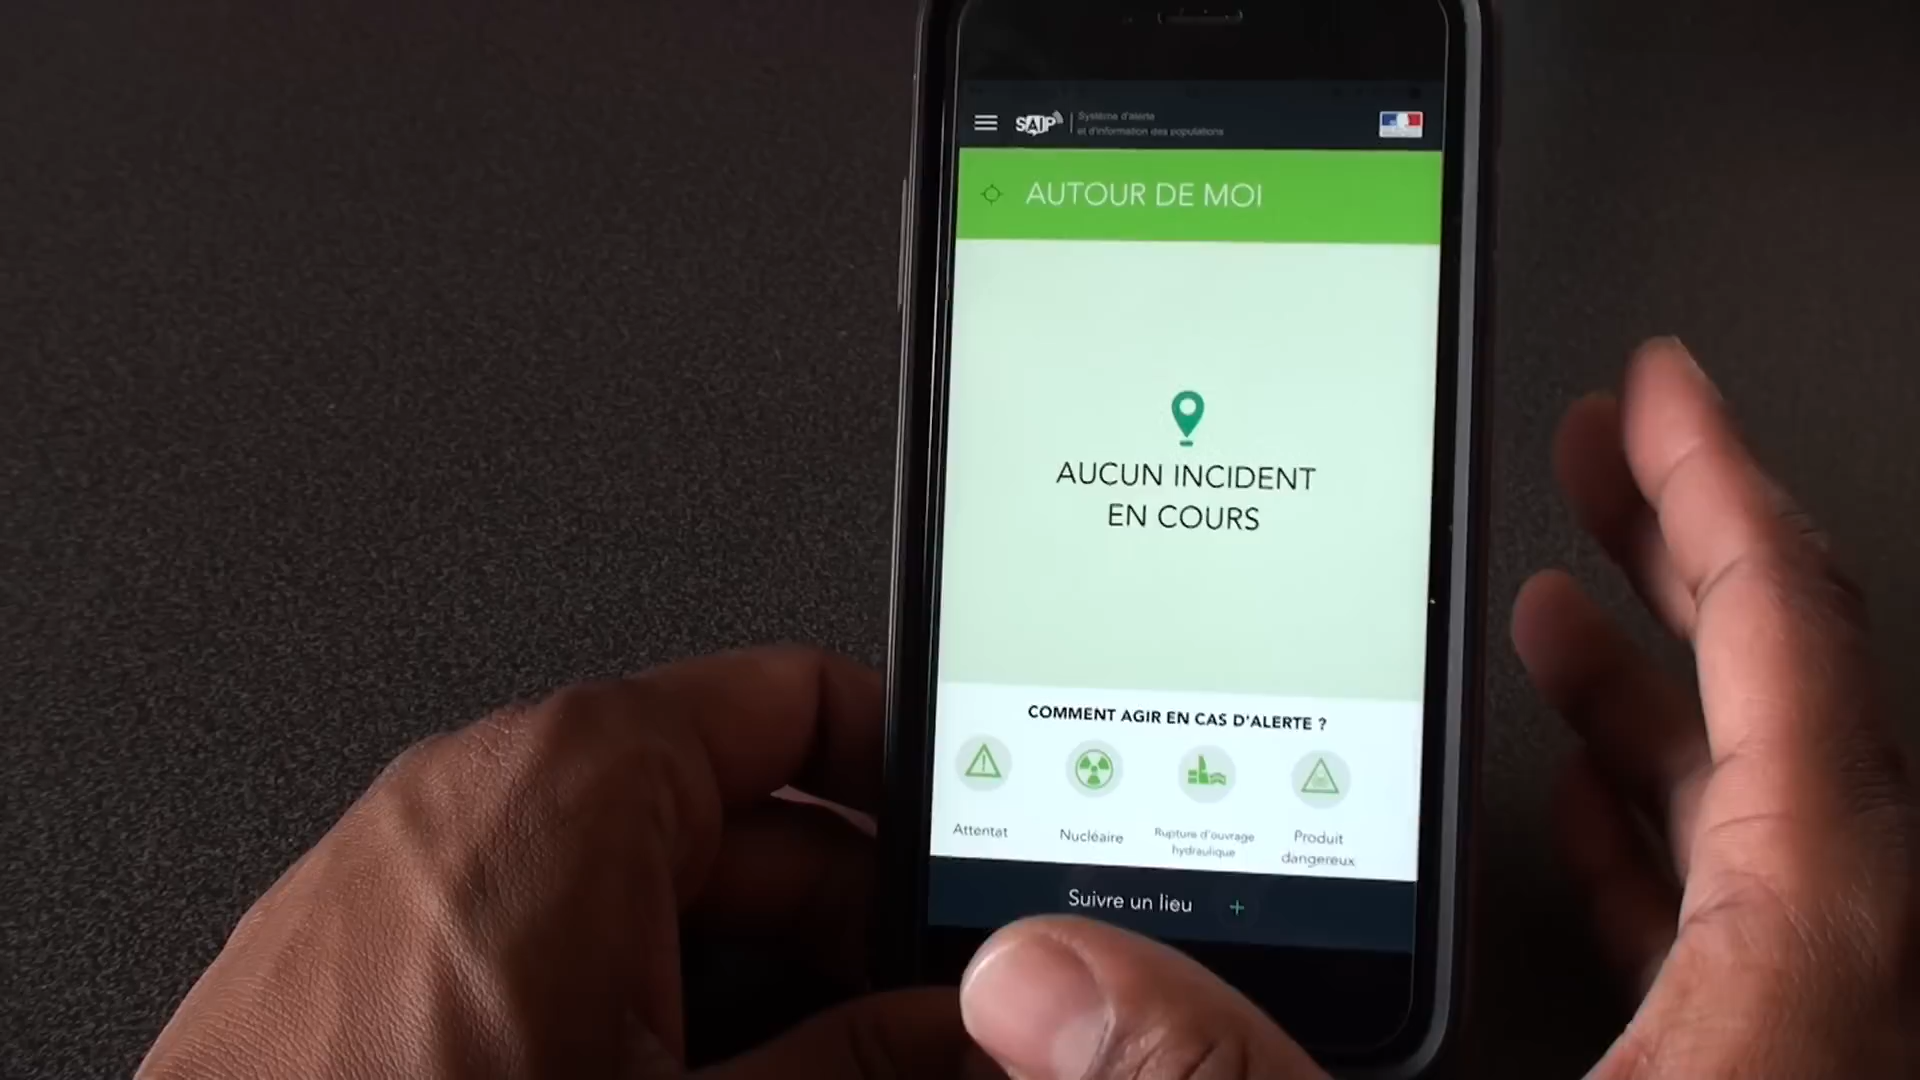 SAIP
Système d'alerte
et d'information des populations
AUTOUR DE MOI
AUCUN INCIDENT
EN COURS
COMMENT AGIR EN CAS D'ALERTE ?
Attentat
Nucléaire
Rupture d'ouvrage
hydraulique
Produit
dangereux
Suivre un lieu +